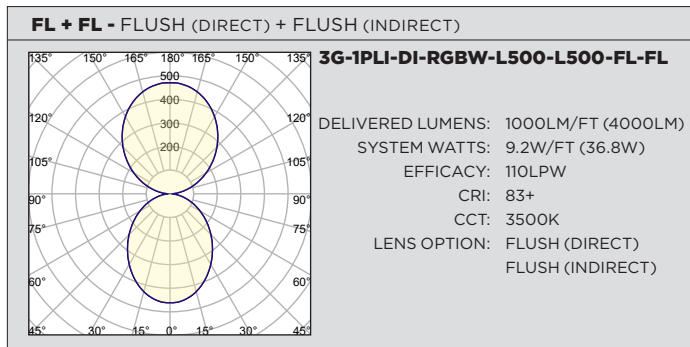 FL + FL - FLUSH (DIRECT) + FLUSH (INDIRECT)
3G-1PLI-DI-RGBW-L500-L500-FL-FL
135° 150° 165° 180° 165° 150° 135°
500
400
300
200
120° 120°
105° 105°
90° 90°
75° 75°
60° 60°
45° 30° 15° 0° 15° 30° 45°
DELIVERED LUMENS: 1000LM/FT (4000LM)
SYSTEM WATTS: 9.2W/FT (36.8W)
EFFICACY: 110LPW
CRI: 83+
CCT: 3500K
LENS OPTION: FLUSH (DIRECT)
FLUSH (INDIRECT)